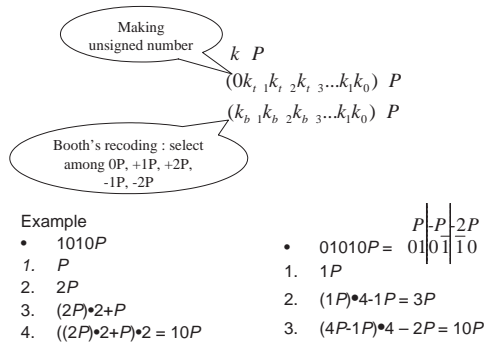 Making
unsigned number
k P
(0k_{t 1}k_{t 2}k_{t 3}...k_1k_0) P
(k_{b 1}k_{b 2}k_{b 3}...k_1k_0) P
Booth's recoding : select
among 0P, +1P, +2P,
-1P, -2P
Example
• 1010P
1. P
2. 2P
3. (2P)•2+P
4. ((2P)•2+P)•2 = 10P
P|-P|-2P
• 01010P = 01|01̅|1̅0
1. 1P
2. (1P)•4-1P = 3P
3. (4P-1P)•4 – 2P = 10P